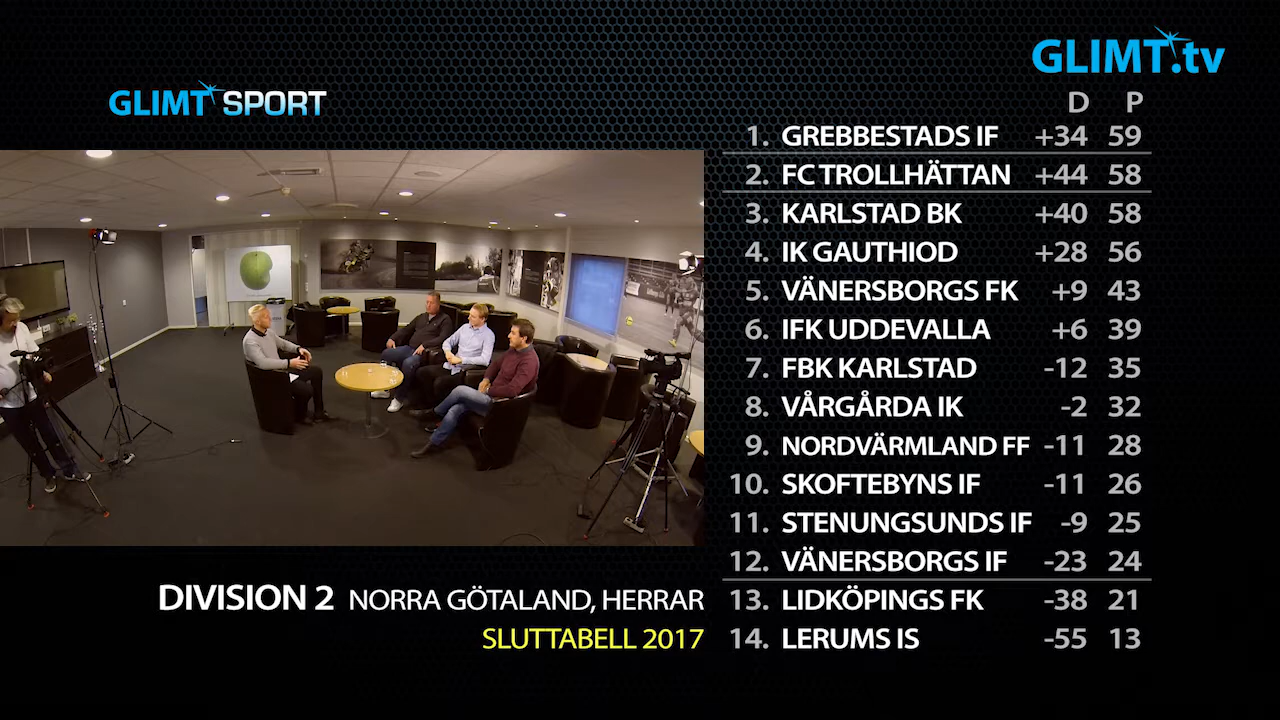 GLIMT.tv
GLIMT SPORT
D P
1. GREBBESTADS IF +34 59
2. FC TROLLHÄTTAN +44 58
3. KARLSTAD BK +40 58
4. IK GAUTHIOD +28 56
5. VÄNERSBORGS FK +9 43
6. IFK UDDEVALLA +6 39
7. FBK KARLSTAD -12 35
8. VÅRGÅRDA IK -2 32
9. NORDVÄRMLAND FF -11 28
10. SKOFTEBYNS IF -11 26
11. STENUNGSUNDS IF -9 25
12. VÄNERSBORGS IF -23 24
13. LIDKÖPINGS FK -38 21
14. LERUMS IS -55 13
DIVISION 2 NORRA GÖTALAND, HERRAR
SLUTTABELL 2017